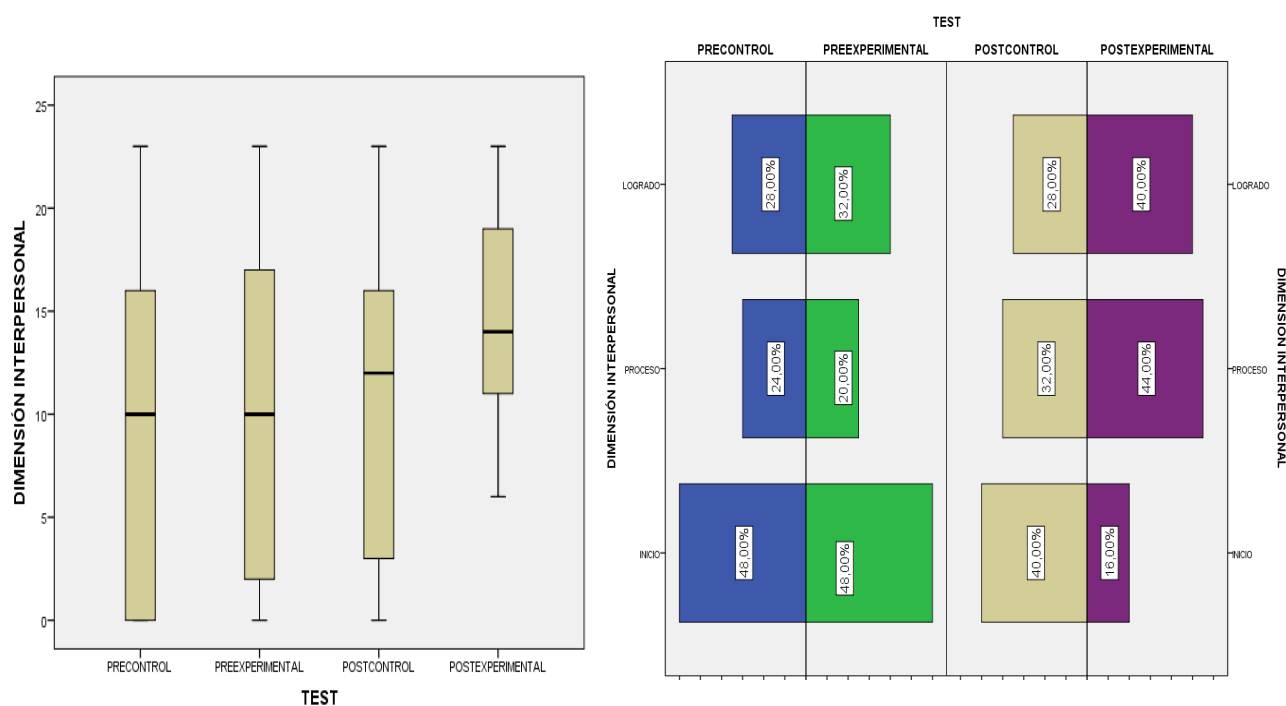 DIMENSIÓN INTERPERSONAL
25
20
15
10
5
0
PRECONTROL
PREEXPERIMENTAL
POSTCONTROL
POSTEXPERIMENTAL
TEST
TEST
PRECONTROL
PREEXPERIMENTAL
POSTCONTROL
POSTEXPERIMENTAL
DIMENSIÓN INTERPERSONAL
LOGRADO
28,00%
32,00%
28,00%
40,00%
LOGRADO
PROCESO
24,00%
20,00%
32,00%
44,00%
PROCESO
INICIO
48,00%
48,00%
40,00%
16,00%
INICIO
DIMENSION INTERPERSONAL